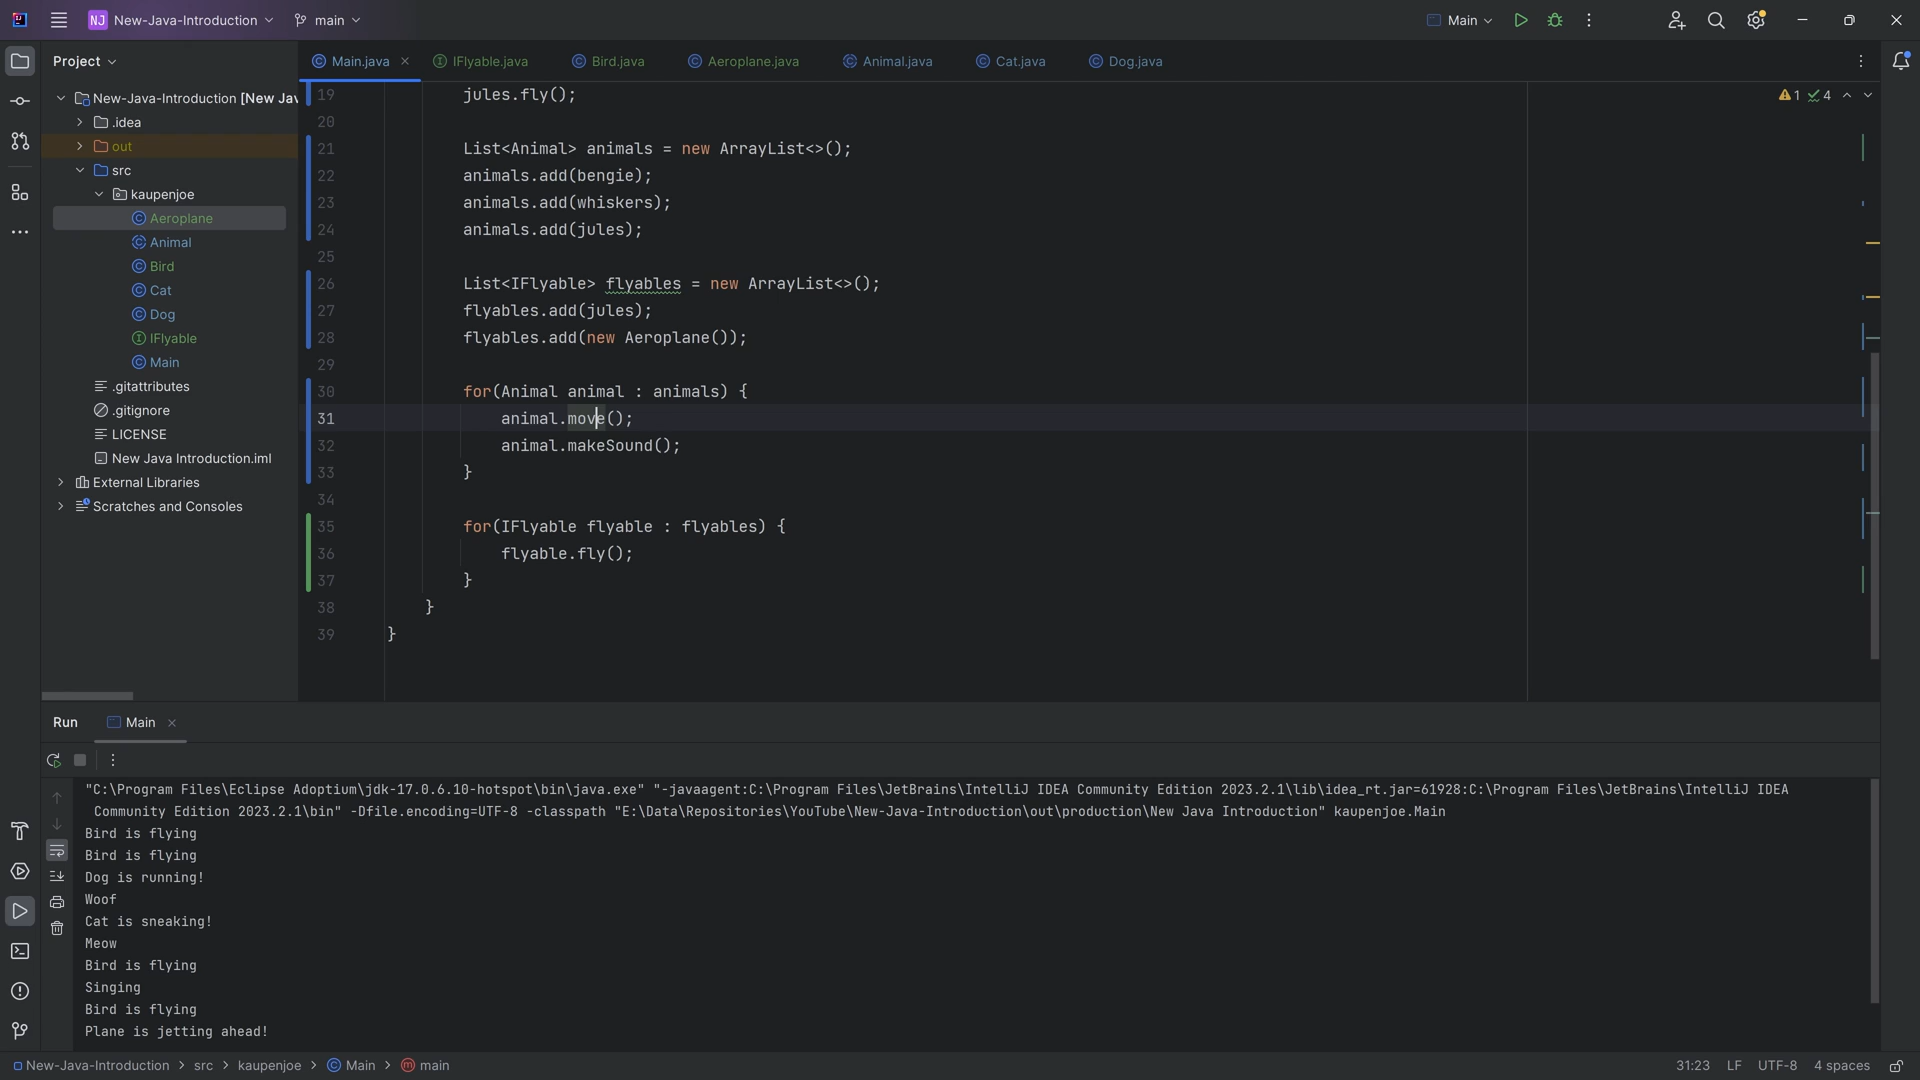 NJ New-Java-Introduction main Main
Project
Main.java IFlyable.java Bird.java Aeroplane.java Animal.java Cat.java Dog.java
New-Java-Introduction [New Jav
.idea
out
src
kaupenjoe
Aeroplane
Animal
Bird
Cat
Dog
IFlyable
Main
.gitattributes
.gitignore
LICENSE
New Java Introduction.iml
External Libraries
Scratches and Consoles
1 4
19 jules.fly();
20
21 List<Animal> animals = new ArrayList<>();
22 animals.add(bengie);
23 animals.add(whiskers);
24 animals.add(jules);
25
26 List<IFlyable> flyables = new ArrayList<>();
27 flyables.add(jules);
28 flyables.add(new Aeroplane());
29
30 for(Animal animal : animals) {
31 animal.move();
32 animal.makeSound();
33 }
34
35 for(IFlyable flyable : flyables) {
36 flyable.fly();
37 }
38 }
39 }
Run Main
"C:\Program Files\Eclipse Adoptium\jdk-17.0.6.10-hotspot\bin\java.exe" "-javaagent:C:\Program Files\JetBrains\IntelliJ IDEA Community Edition 2023.2.1\lib\idea_rt.jar=61928:C:\Program Files\JetBrains\IntelliJ IDEA
Community Edition 2023.2.1\bin" -Dfile.encoding=UTF-8 -classpath "E:\Data\Repositories\YouTube\New-Java-Introduction\out\production\New Java Introduction" kaupenjoe.Main
Bird is flying
Bird is flying
Dog is running!
Woof
Cat is sneaking!
Meow
Bird is flying
Singing
Bird is flying
Plane is jetting ahead!
New-Java-Introduction > src > kaupenjoe > Main > main 31:23 LF UTF-8 4 spaces